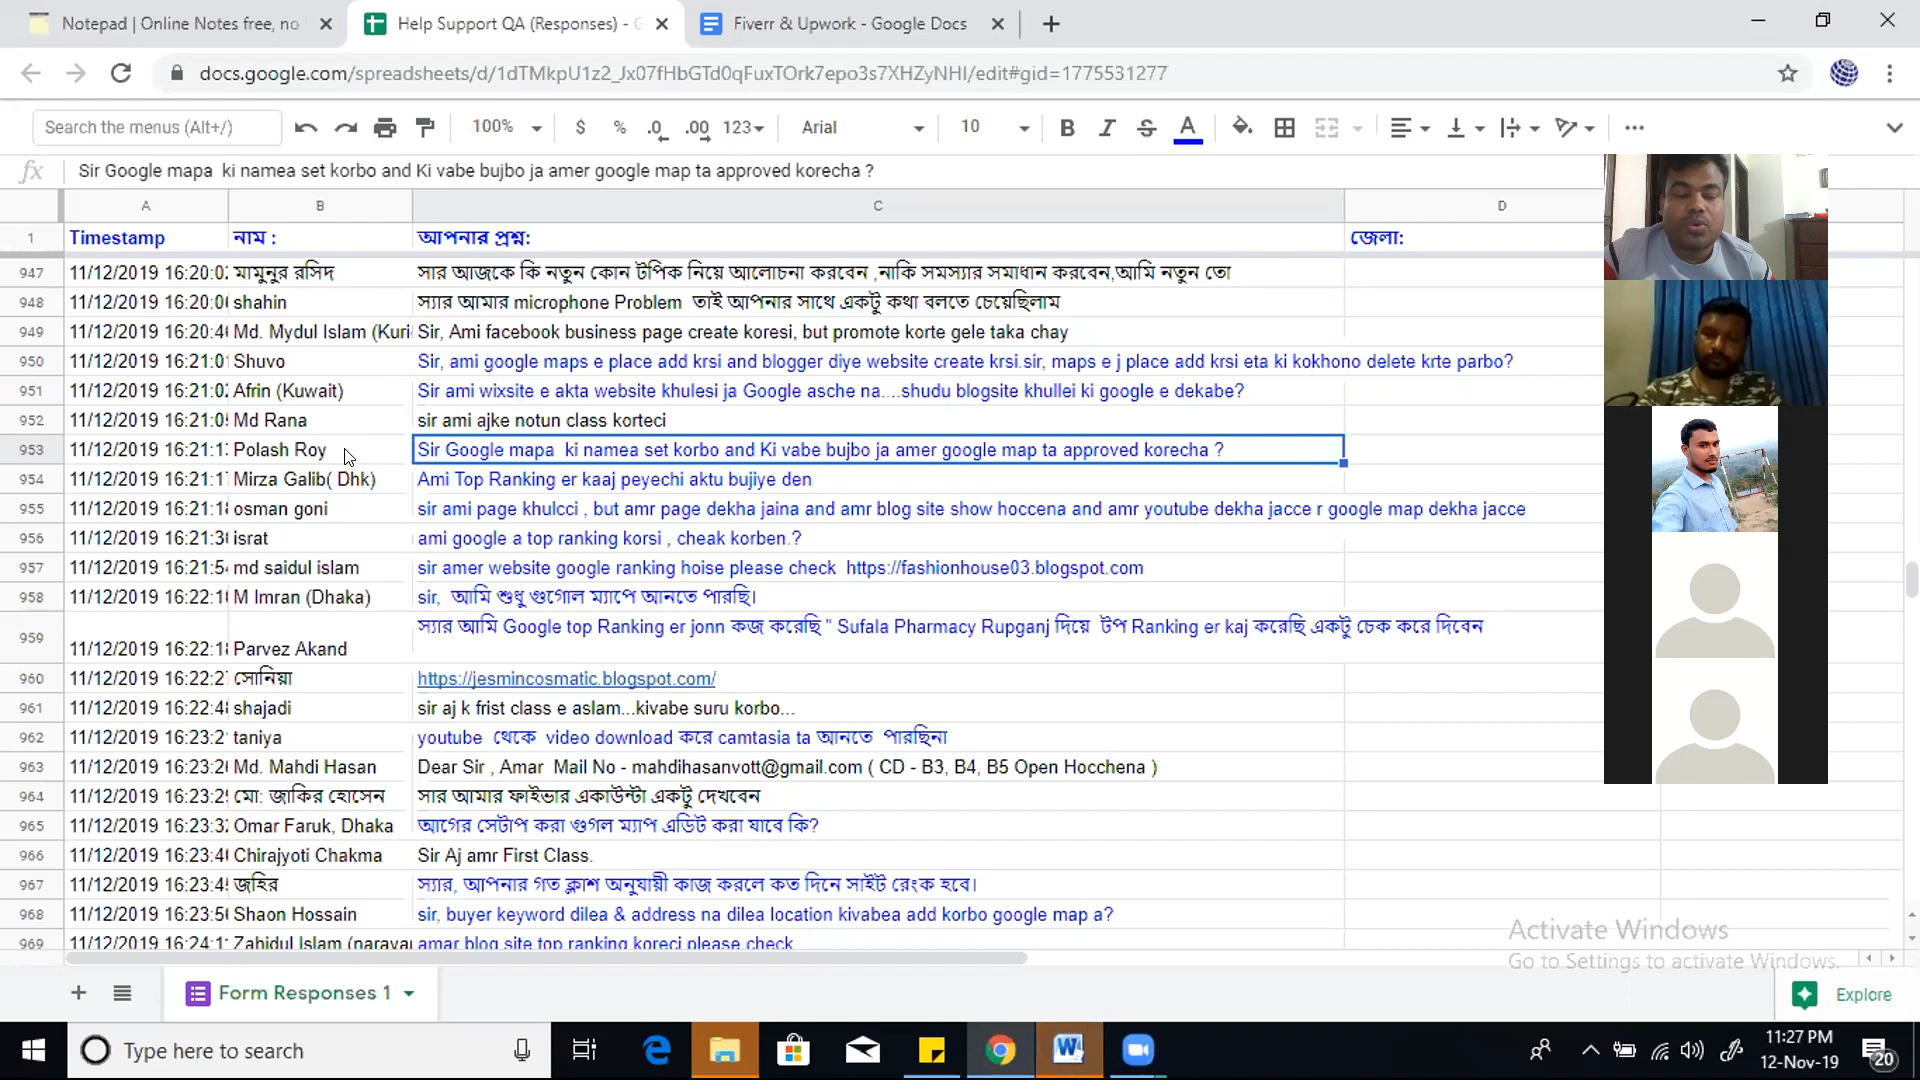 Notepad | Online Notes free, no
Help Support QA (Responses) - G
Fiverr & Upwork - Google Docs
docs.google.com/spreadsheets/d/1dTMkpU1z2_Jx07fHbGTd0qFuxTOrk7epo3s7XHZyNHI/edit#gid=1775531277
Search the menus (Alt+/)
100%
$ % .0 .00 123
Arial
10
B I S A
fx Sir Google mapa ki namea set korbo and Ki vabe bujbo ja amer google map ta approved korecha ?
A B C D
1 Timestamp নাম : আপনার প্রশ্ন: জেলা:
947 11/12/2019 16:20:02 মামুনুর রসিদ সার আজকে কি নতুন কোন টপিক নিয়ে আলোচনা করবেন ,নাকি সমস্যার সমাধান করবেন,আমি নতুন তো
948 11/12/2019 16:20:06 shahin স্যার আমার microphone Problem তাই আপনার সাথে একটু কথা বলতে চেয়েছিলাম
949 11/12/2019 16:20:46 Md. Mydul Islam (Kuri Sir, Ami facebook business page create koresi, but promote korte gele taka chay
950 11/12/2019 16:21:01 Shuvo Sir, ami google maps e place add krsi and blogger diye website create krsi.sir, maps e j place add krsi eta ki kokhono delete krte parbo?
951 11/12/2019 16:21:02 Afrin (Kuwait) Sir ami wixsite e akta website khulesi ja Google asche na....shudu blogsite khullei ki google e dekabe?
952 11/12/2019 16:21:05 Md Rana sir ami ajke notun class korteci
953 11/12/2019 16:21:1 Polash Roy Sir Google mapa ki namea set korbo and Ki vabe bujbo ja amer google map ta approved korecha ?
954 11/12/2019 16:21:1 Mirza Galib( Dhk) Ami Top Ranking er kaaj peyechi aktu bujiye den
955 11/12/2019 16:21:18 osman goni sir ami page khulcci , but amr page dekha jaina and amr blog site show hoccena and amr youtube dekha jacce r google map dekha jacce
956 11/12/2019 16:21:3 israt ami google a top ranking korsi , cheak korben.?
957 11/12/2019 16:21:54 md saidul islam sir amer website google ranking hoise please check https://fashionhouse03.blogspot.com
958 11/12/2019 16:22:1 M Imran (Dhaka) sir, আমি শুধু গুগোল ম্যাপে আনতে পারছি।
959 11/12/2019 16:22:18 Parvez Akand স্যার আমি Google top Ranking er jonn কজ করেছি " Sufala Pharmacy Rupganj দিয়ে টপ Ranking er kaj করেছি একটু চেক করে দিবেন
960 11/12/2019 16:22:2 সোনিয়া https://jesmincosmatic.blogspot.com/
961 11/12/2019 16:22:48 shajadi sir aj k frist class e aslam...kivabe suru korbo...
962 11/12/2019 16:23:2 taniya youtube থেকে video download করে camtasia ta আনতে পারছিনা
963 11/12/2019 16:23:26 Md. Mahdi Hasan Dear Sir , Amar Mail No - mahdihasanvott@gmail.com ( CD - B3, B4, B5 Open Hocchena )
964 11/12/2019 16:23:29 মো: জাকির হোসেন সার আমার ফাইভার একাউন্টা একটু দেখবেন
965 11/12/2019 16:23:32 Omar Faruk, Dhaka আগের সেটাপ করা গুগল ম্যাপ এডিট করা যাবে কি?
966 11/12/2019 16:23:40 Chirajyoti Chakma Sir Aj amr First Class.
967 11/12/2019 16:23:45 জহির স্যার, আপনার গত ক্লাশ অনুযায়ী কাজ করলে কত দিনে সাইট রেংক হবে।
968 11/12/2019 16:23:56 Shaon Hossain sir, buyer keyword dilea & address na dilea location kivabea add korbo google map a?
969 11/12/2019 16:24:1 Zahidul Islam (naraya amar blog site top ranking koreci please check
Activate Windows
Go to Settings to activate Windows.
Form Responses 1
Explore
Type here to search
11:27 PM
12-Nov-19
20